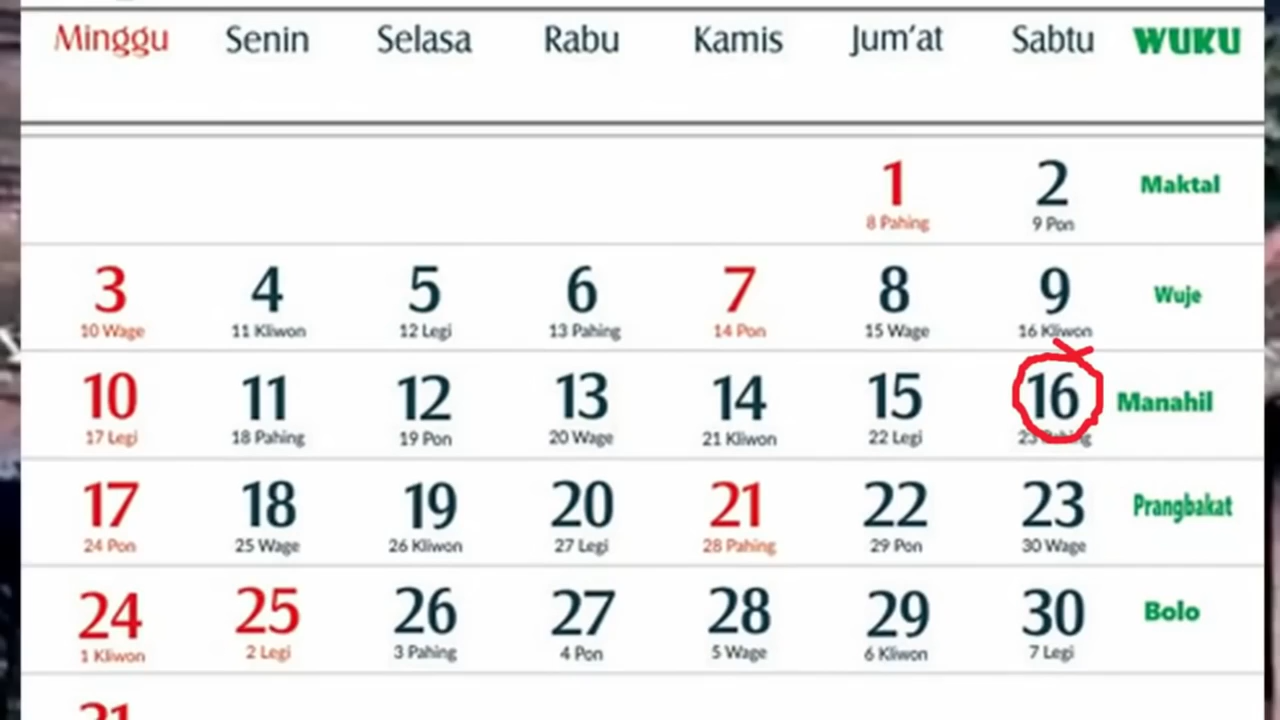 Minggu Senin Selasa Rabu Kamis Jum'at Sabtu WUKU
1 2 Maktal
8 Pahing 9 Pon
3 4 5 6 7 8 9 Wuje
10 Wage 11 Kliwon 12 Legi 13 Pahing 14 Pon 15 Wage 16 Kliwon
10 11 12 13 14 15 16 Manahil
17 Legi 18 Pahing 19 Pon 20 Wage 21 Kliwon 22 Legi 23 Pahing
17 18 19 20 21 22 23 Prangbakat
24 Pon 25 Wage 26 Kliwon 27 Legi 28 Pahing 29 Pon 30 Wage
24 25 26 27 28 29 30 Bolo
1 Kliwon 2 Legi 3 Pahing 4 Pon 5 Wage 6 Kliwon 7 Legi
31